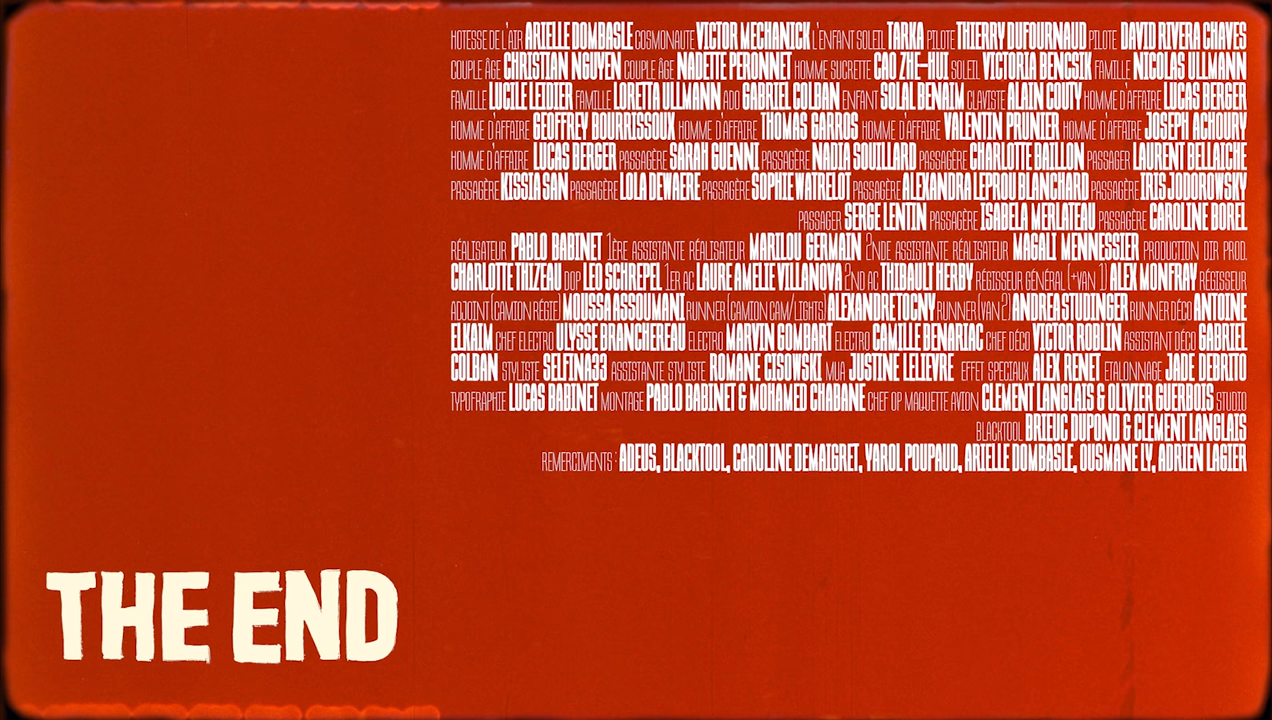 HOTESSE DE L'AIR ARIELLE DOMBASLE COSMONAUTE VICTOR MECHANICK L'ENFANT SOLEIL TARKA PILOTE THIERRY DUFOURNAUD PILOTE DAVID RIVERA CHAVES
COUPLE ÂGE CHRISTIAN NGUYEN COUPLE ÂGE NADETTE PERONNET HOMME SUCRETTE CAO ZHE-HUI SOLEIL VICTORIA BENCSIK FAMILLE NICOLAS ULLMANN
FAMILLE LUCILE LEIDIER FAMILLE LORETTA ULLMANN ADO GABRIEL COLBAN ENFANT SOLAL BENAIM CLAVISTE ALAIN COUTY HOMME D'AFFAIRE LUCAS BERGER
HOMME D'AFFAIRE GEOFFREY BOURRISSOUX HOMME D'AFFAIRE THOMAS GARROS HOMME D'AFFAIRE VALENTIN PRUNIER HOMME D'AFFAIRE JOSEPH ACHOURY
HOMME D'AFFAIRE LUCAS BERGER PASSAGÈRE SARAH GUENNI PASSAGÈRE NADIA SOUILLARD PASSAGÈRE CHARLOTTE BAILLON PASSAGER LAURENT BELLAICHE
PASSAGÈRE KISSIA SAN PASSAGÈRE LOLA DEWAERE PASSAGÈRE SOPHIE WATRELOT PASSAGÈRE ALEXANDRA LEPROU BLANCHARD PASSAGÈRE IRIS JODOROWSKY
PASSAGER SERGE LENTIN PASSAGÈRE ISABELA MERLATEAU PASSAGÈRE CAROLINE BOREL
RÉALISATEUR PABLO BABINET 1ÈRE ASSISTANTE RÉALISATEUR MARILOU GERMAIN 2NDE ASSISTANTE RÉALISATEUR MAGALI MENNESSIER PRODUCTION DIR PROD.
CHARLOTTE THIZEAU DOP LEO SCHREPEL 1ER AC LAURE AMELIE VILLANOVA 2ND AC THIBAULT HERBY RÉGISSEUR GÉNÉRAL (+VAN 1) ALEX MONFRAY RÉGISSEUR
ADJOINT (CAMION RÉGIE) MOUSSA ASSOUMANI RUNNER (CAMION CAM/LIGHTS) ALEXANDRE TOGNY RUNNER (VAN 2) ANDREA STUDINGER RUNNER DÉCO ANTOINE
ELKAIM CHEF ELECTRO ULYSSE BRANCHEREAU ELECTRO MARVIN GOMBART ELECTRO CAMILLE BENARIAC CHEF DÉCO VICTOR ROBLIN ASSISTANT DÉCO GABRIEL
COLBAN STYLISTE SELFINA33 ASSISTANTE STYLISTE ROMANE CISOWSKI MUA JUSTINE LELIEVRE EFFET SPECIAUX ALEX RENET ETALONNAGE JADE DEBRITO
TYPOFRAPHIE LUCAS BABINET MONTAGE PABLO BABINET & MOHAMED CHABANE CHEF OP MAQUETTE AVION CLEMENT LANGLAIS & OLIVIER GUERBOIS STUDIO
BLACKTOOL BRIEUC DUPOND & CLEMENT LANGLAIS
REMERCIMENTS : ADEUS, BLACKTOOL, CAROLINE DEMAIGRET, YAROL POUPAUD, ARIELLE DOMBASLE, OUSMANE LY, ADRIEN LAGIER
THE END